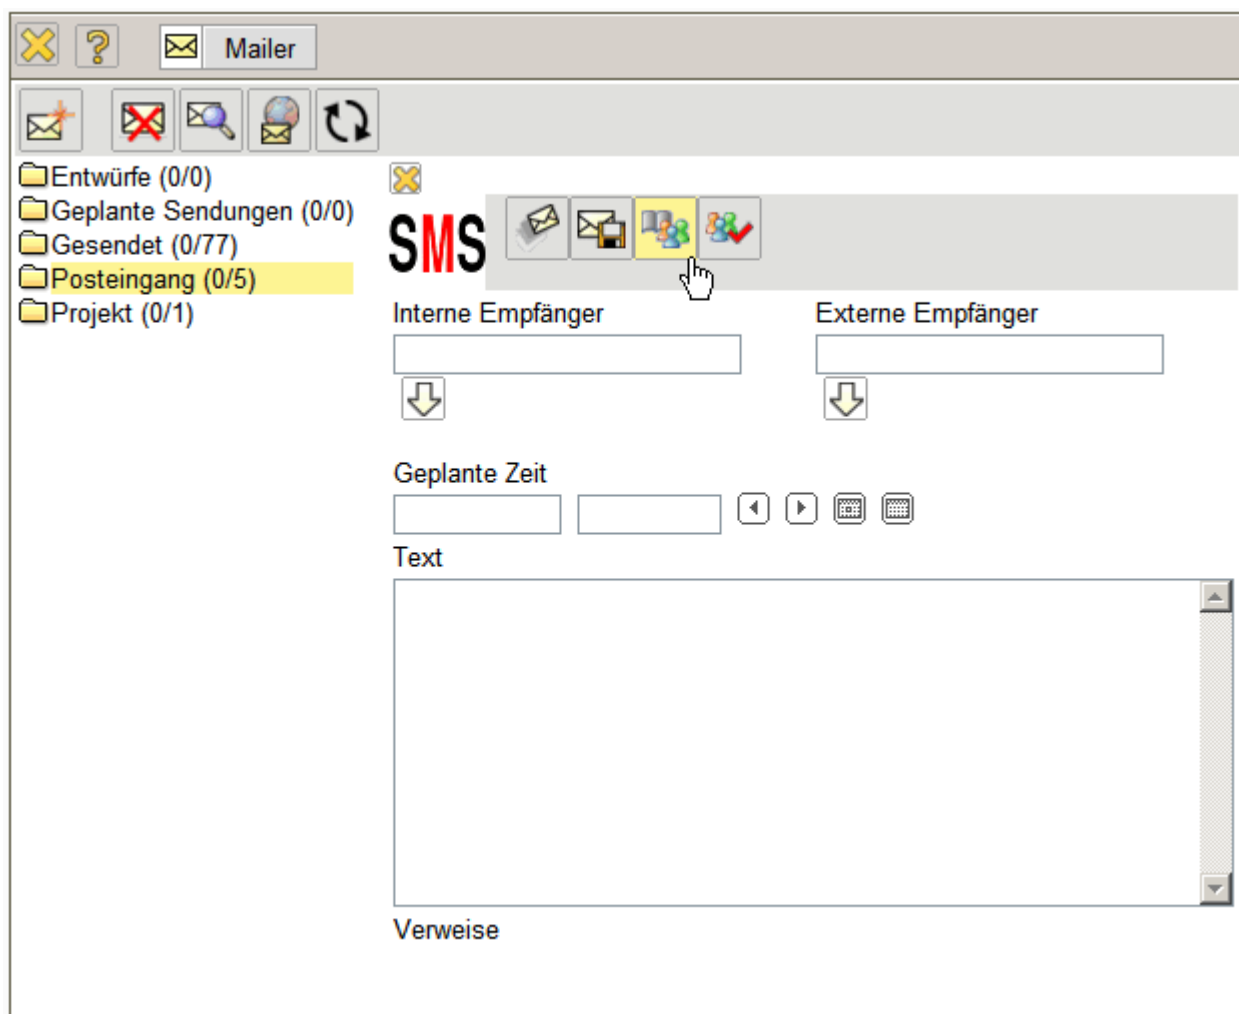 Mailer
Entwürfe (0/0)
Geplante Sendungen (0/0)
Gesendet (0/77)
Posteingang (0/5)
Projekt (0/1)
SMS
Interne Empfänger
Externe Empfänger
Geplante Zeit
Text
Verweise